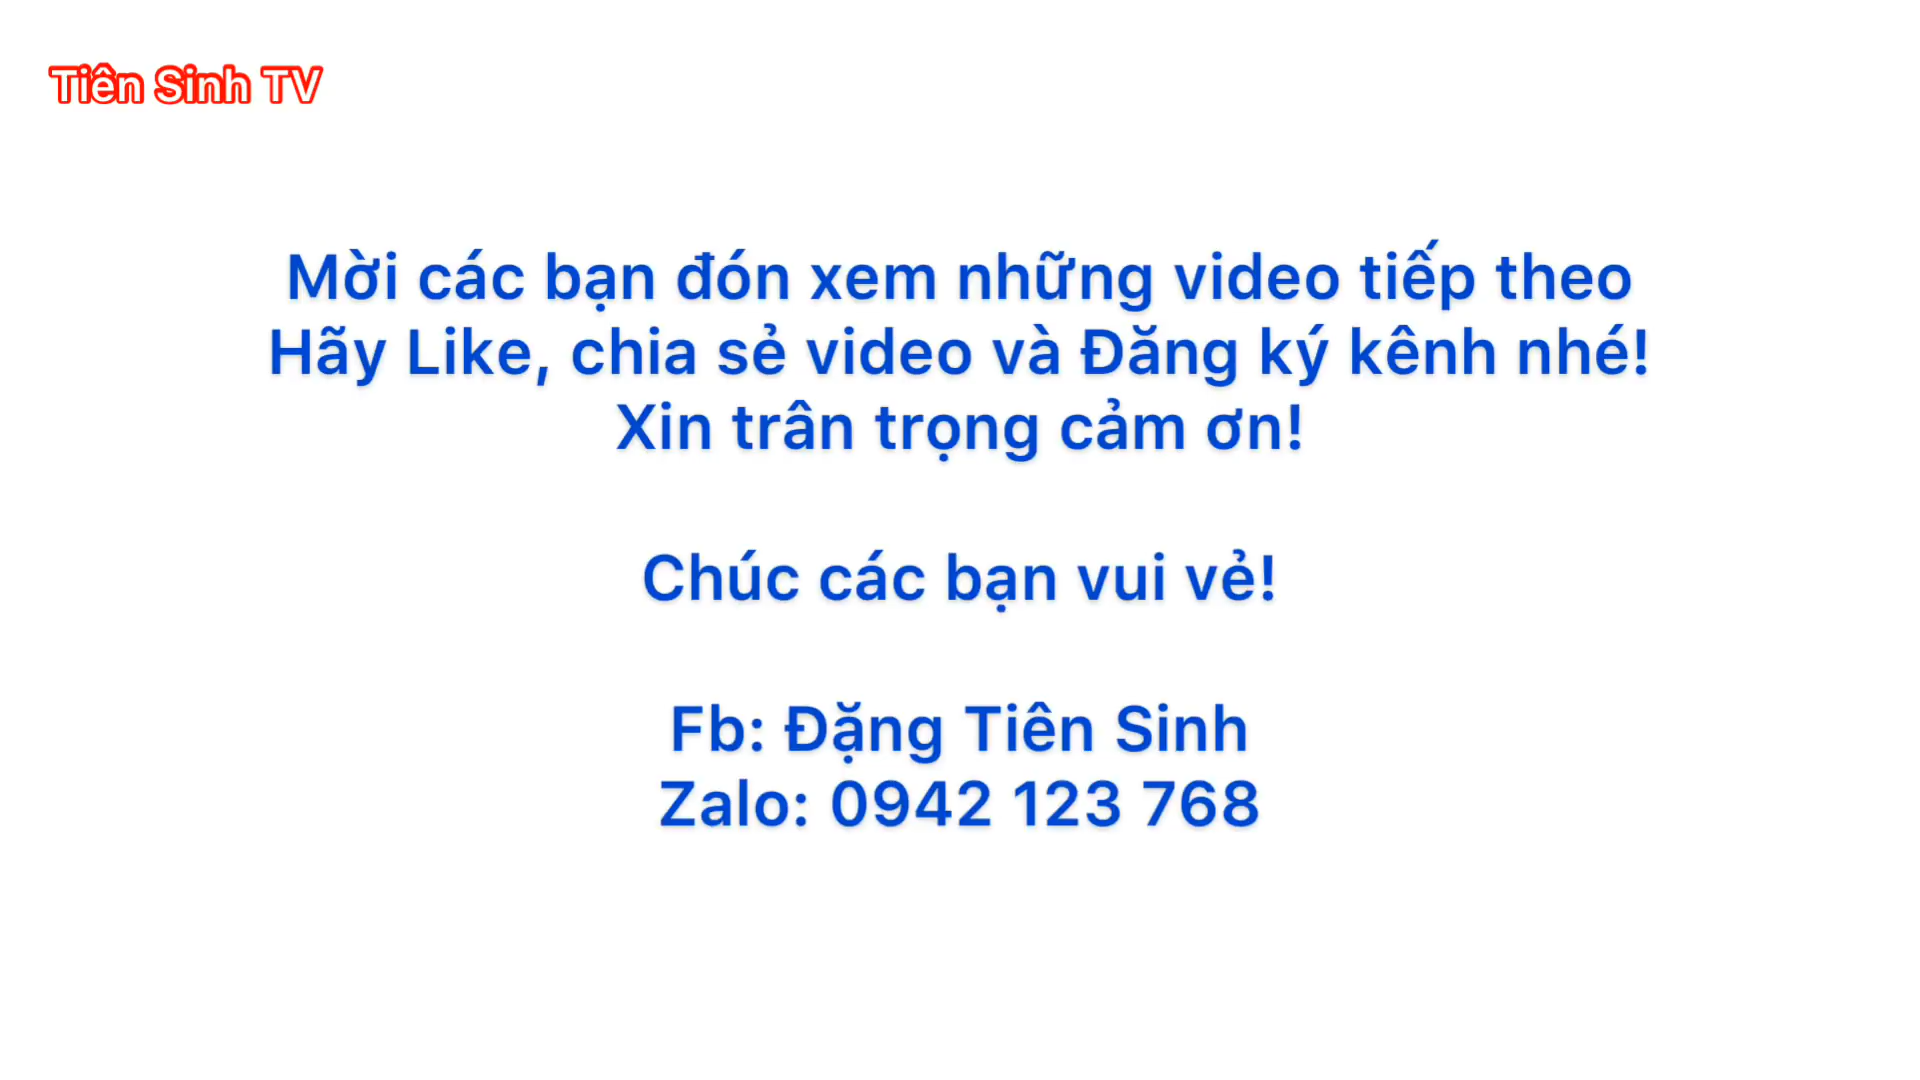 Tiên Sinh TV
Mời các bạn đón xem những video tiếp theo
Hãy Like, chia sẻ video và Đăng ký kênh nhé!
Xin trân trọng cảm ơn!
Chúc các bạn vui vẻ!
Fb: Đặng Tiên Sinh
Zalo: 0942 123 768